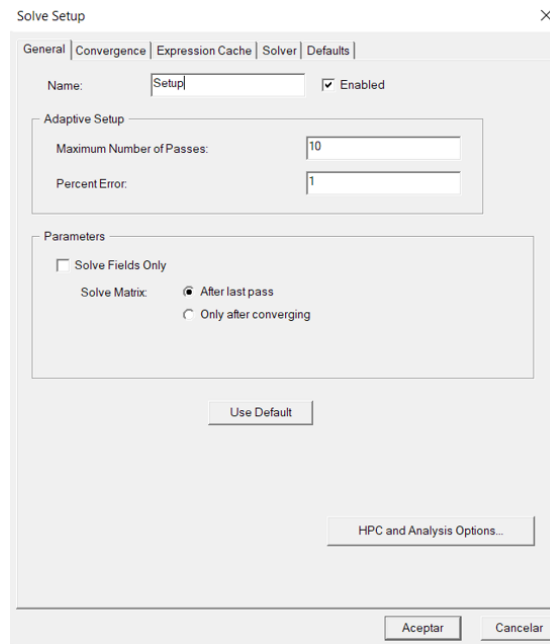 Solve Setup
General Convergence Expression Cache Solver Defaults
Name: Setup Enabled
Adaptive Setup
Maximum Number of Passes: 10
Percent Error: 1
Parameters
Solve Fields Only
Solve Matrix: After last pass
Only after converging
Use Default
HPC and Analysis Options...
Aceptar Cancelar